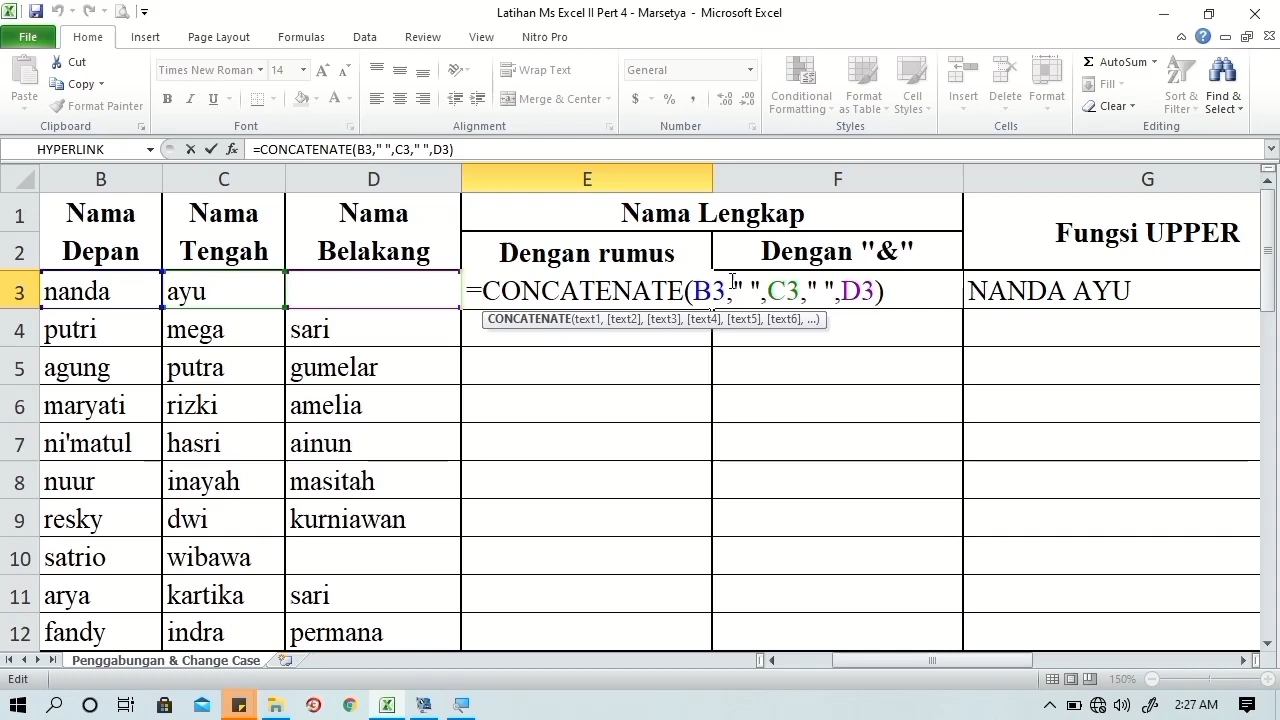 Latihan Ms Excel II Pert 4 - Marsetya - Microsoft Excel
File Home Insert Page Layout Formulas Data Review View Nitro Pro
Paste
Cut
Copy
Format Painter
Clipboard
Times New Roman 14
B I U
Font
Wrap Text
Merge & Center
Alignment
General
$ % ,
Number
Conditional Formatting
Format as Table
Cell Styles
Styles
Insert Delete Format
Cells
Σ AutoSum
Fill
Clear
Sort & Filter
Find & Select
Editing
HYPERLINK fx =CONCATENATE(B3," ",C3," ",D3)
B C D E F G
1 Nama Depan Nama Tengah Nama Belakang Nama Lengkap Fungsi UPPER
2 Dengan rumus Dengan "&"
3 nanda ayu =CONCATENATE(B3," ",C3," ",D3) NANDA AYU
CONCATENATE(text1, [text2], [text3], [text4], [text5], [text6], ...)
4 putri mega sari
5 agung putra gumelar
6 maryati rizki amelia
7 ni'matul hasri ainun
8 nuur inayah masitah
9 resky dwi kurniawan
10 satrio wibawa
11 arya kartika sari
12 fandy indra permana
Penggabungan & Change Case
Edit 150%
2:27 AM